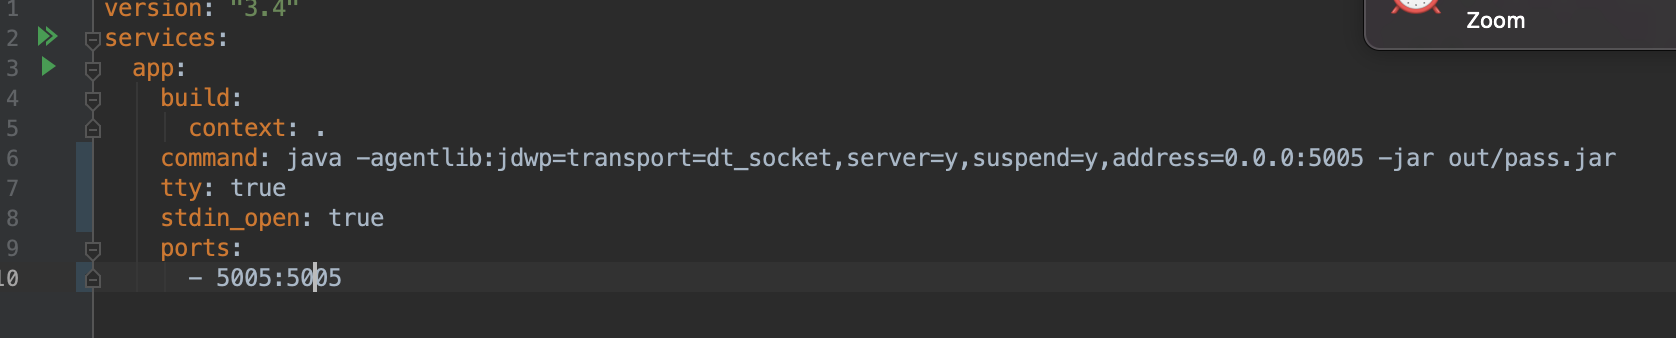 1 version: "3.4"
Zoom
2 services:
3 app:
4 build:
5 context: .
6 command: java -agentlib:jdwp=transport=dt_socket,server=y,suspend=y,address=0.0.0:5005 -jar out/pass.jar
7 tty: true
8 stdin_open: true
9 ports:
10 - 5005:5005